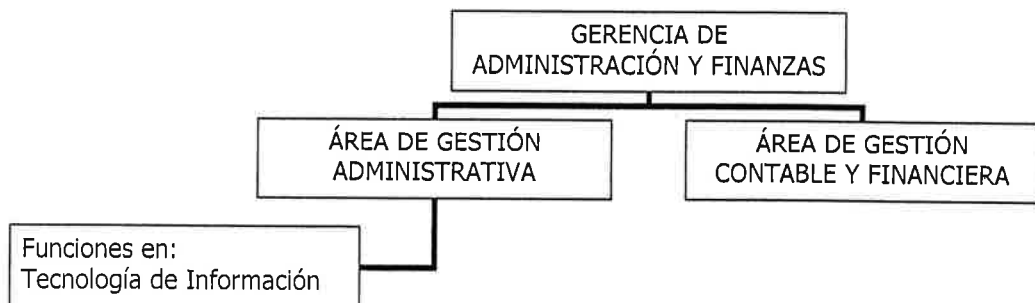 GERENCIA DE
ADMINISTRACIÓN Y FINANZAS
ÁREA DE GESTIÓN
ADMINISTRATIVA
ÁREA DE GESTIÓN
CONTABLE Y FINANCIERA
Funciones en:
Tecnología de Información